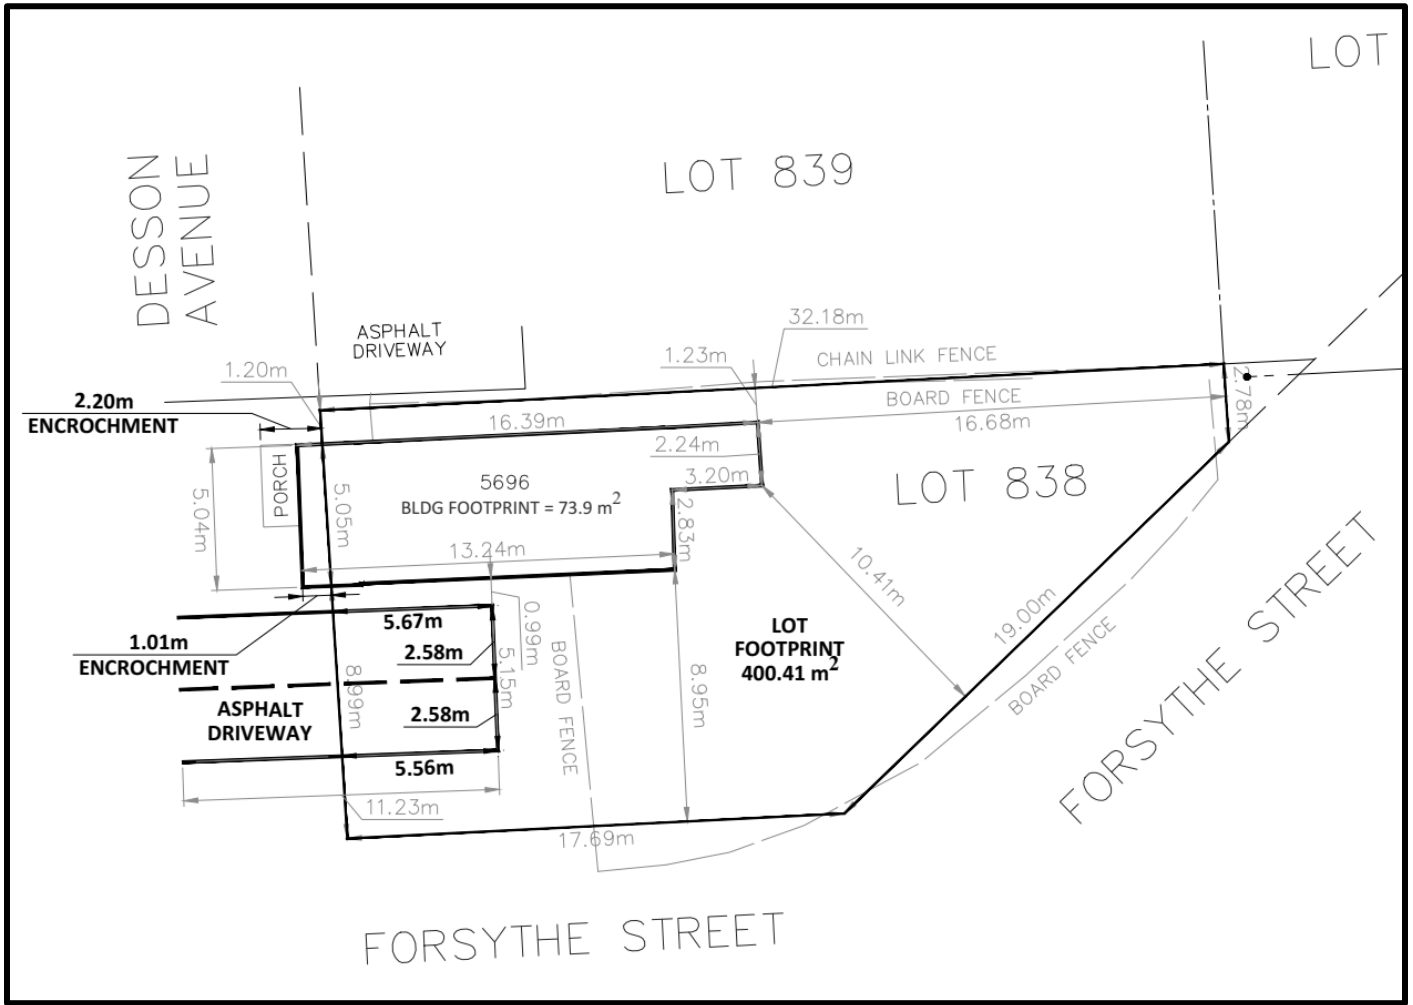 LOT
DESSON
AVENUE
LOT 839
ASPHALT
DRIVEWAY
32.18m
1.20m
1.23m
CHAIN LINK FENCE
2.20m
ENCROCHMENT
BOARD FENCE
2.78m
16.39m
16.68m
2.24m
PORCH
3.20m
5696
BLDG FOOTPRINT = 73.9 m2
LOT 838
5.04m
5.05m
2.83m
13.24m
10.41m
5.67m
0.99m
19.00m
1.01m
ENCROCHMENT
2.58m
5.15m
BOARD FENCE
LOT
FOOTPRINT
400.41 m2
BOARD FENCE
8.99m
8.95m
ASPHALT
DRIVEWAY
2.58m
5.56m
11.23m
17.69m
FORSYTHE STREET
FORSYTHE STREET